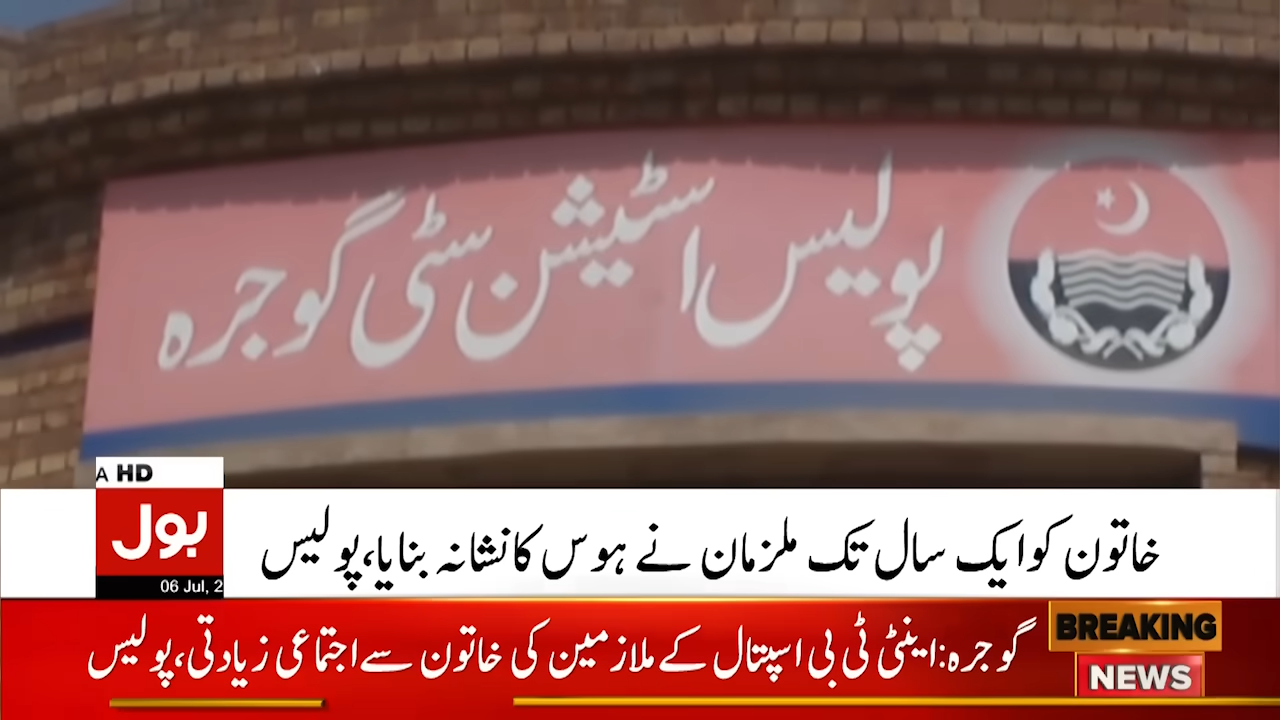 پولیس اسٹیشن سٹی گوجرہ
A HD
بول
06 Jul, 2
خاتون کو ایک سال تک ملزمان نے ہوس کا نشانہ بنایا، پولیس
BREAKING
NEWS
گوجرہ: اینٹی ٹی بی اسپتال کے ملازمین کی خاتون سے اجتماعی زیادتی، پولیس